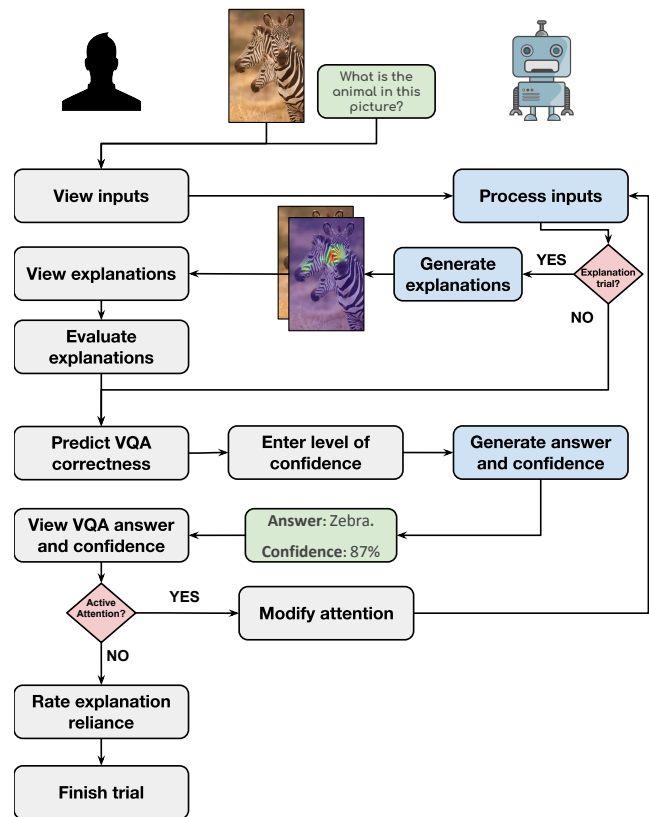 What is the
animal in this
picture?
View inputs
Process inputs
View explanations
Generate
explanations
YES
Explanation
trial?
NO
Evaluate
explanations
Predict VQA
correctness
Enter level of
confidence
Generate answer
and confidence
View VQA answer
and confidence
Answer: Zebra.
Confidence: 87%
Active
Attention?
YES
Modify attention
NO
Rate explanation
reliance
Finish trial